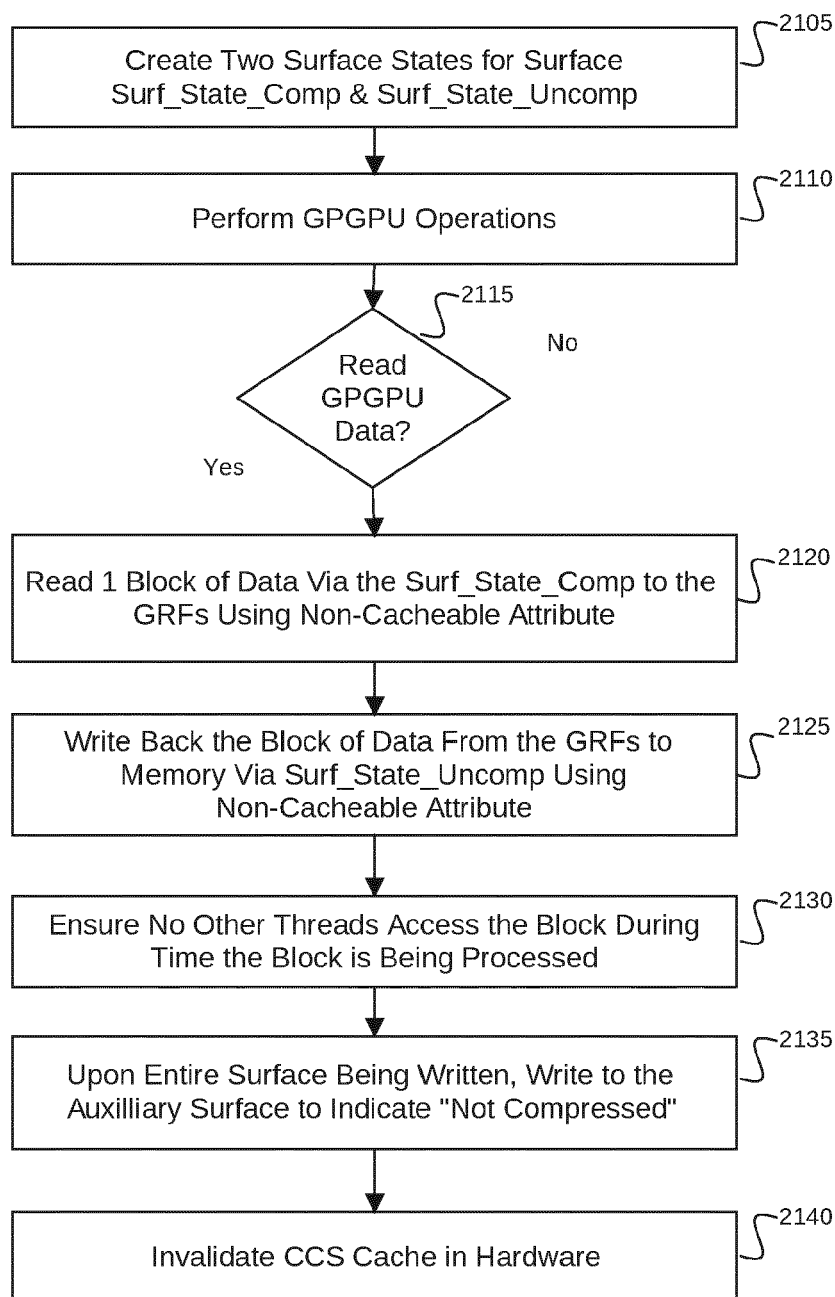 2105
Create Two Surface States for Surface
Surf_State_Comp & Surf_State_Uncomp
2110
Perform GPGPU Operations
2115
No
Read
GPGPU
Data?
Yes
2120
Read 1 Block of Data Via the Surf_State_Comp to the
GRFs Using Non-Cacheable Attribute
2125
Write Back the Block of Data From the GRFs to
Memory Via Surf_State_Uncomp Using
Non-Cacheable Attribute
2130
Ensure No Other Threads Access the Block During
Time the Block is Being Processed
2135
Upon Entire Surface Being Written, Write to the
Auxilliary Surface to Indicate "Not Compressed"
2140
Invalidate CCS Cache in Hardware